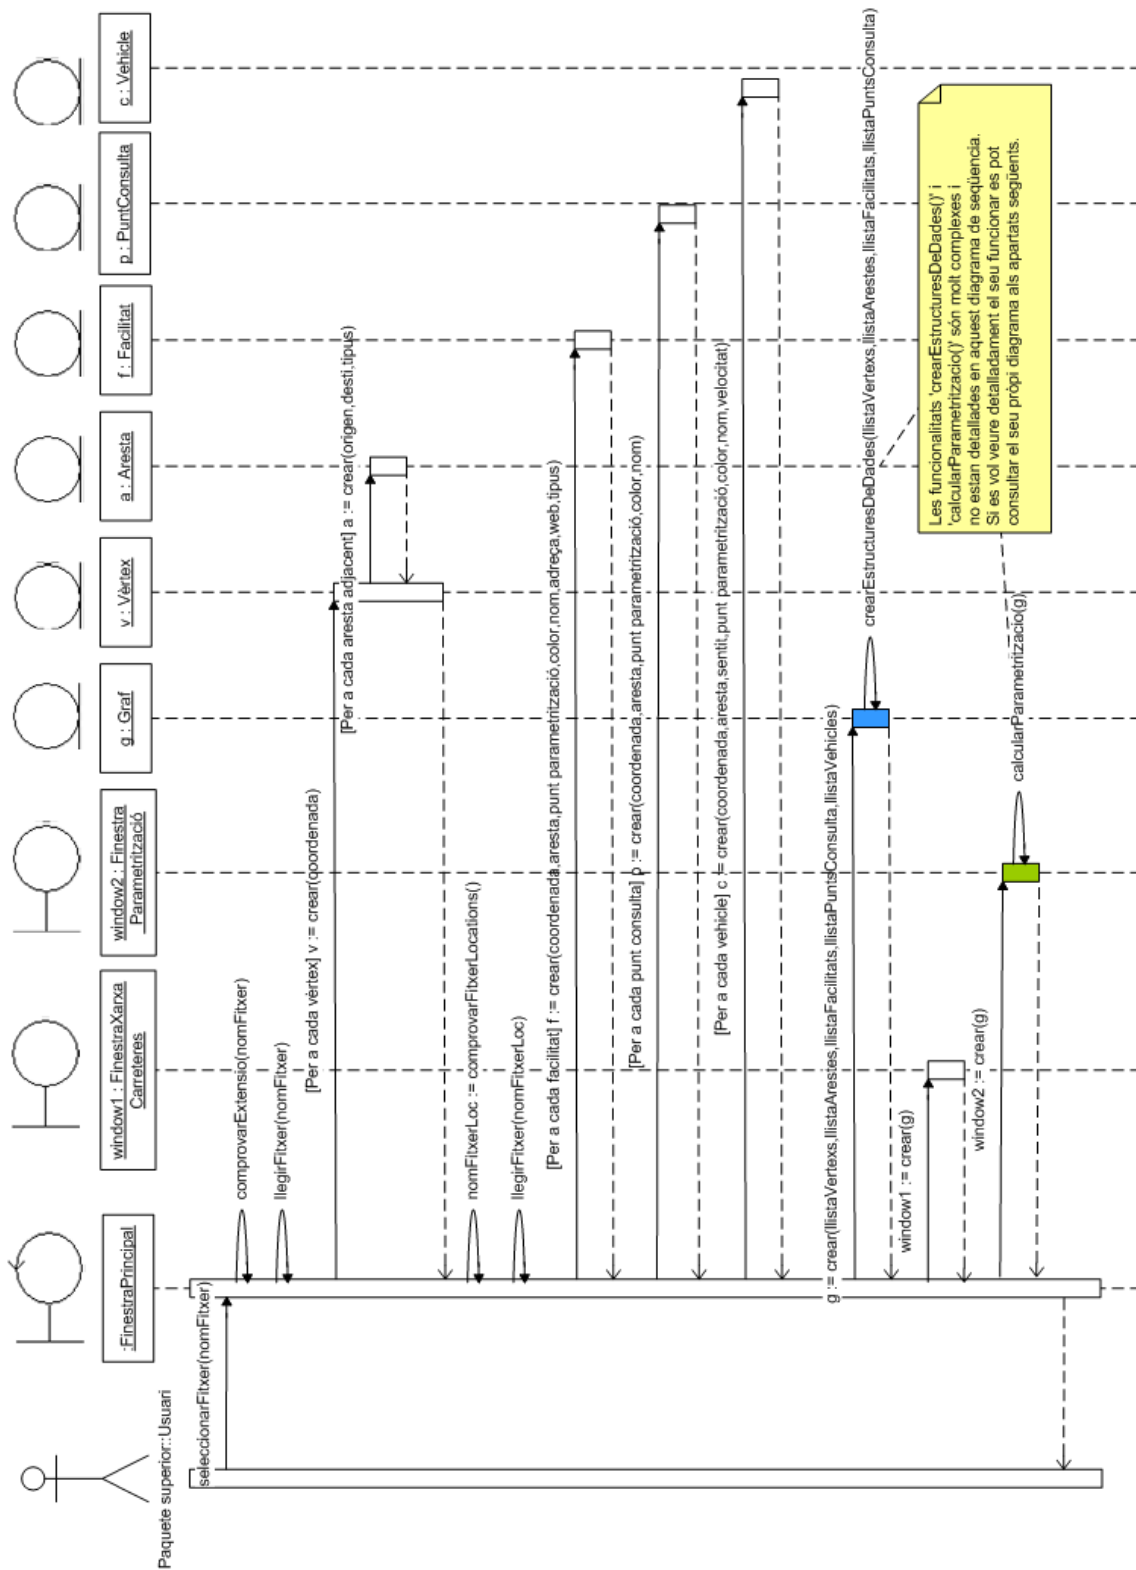 Paquete superior::Usuari
:FinestraPrincipal
window1 : FinestraXarxa
Carreteres
window2 : Finestra
Parametrització
g : Graf
v : Vèrtex
a : Aresta
f : Facilitat
p : PuntConsulta
c : Vehicle
seleccionarFitxer(nomFitxer)
comprovarExtensio(nomFitxer)
llegirFitxer(nomFitxer)
[Per a cada vèrtex] v := crear(coordenada)
[Per a cada aresta adjacent] a := crear(origen,desti,tipus)
nomFitxerLoc := comprovarFitxerLocations()
llegirFitxer(nomFitxerLoc)
[Per a cada facilitat] f := crear(coordenada,aresta,punt parametrització,color,nom,adreça,web,tipus)
[Per a cada punt consulta] p := crear(coordenada,aresta,punt parametrització,color,nom)
[Per a cada vehicle] c := crear(coordenada,aresta,sentit,punt parametrització,color,nom,velocitat)
g := crear(llistaVertexs,llistaArestes,llistaFacilitats,llistaPuntsConsulta,llistaVehicles)
crearEstructuresDeDades(llistaVertexs,llistaArestes,llistaFacilitats,llistaPuntsConsulta)
window1 := crear(g)
window2 := crear(g)
calcularParametritzacio(g)
Les funcionalitats 'crearEstructuresDeDades()' i
'calcularParametrització()' són molt complexes i
no estan detallades en aquest diagrama de seqüencia.
Si es vol veure detalladament el seu funcionar es pot
consultar el seu pròpi diagrama als apartats següents.